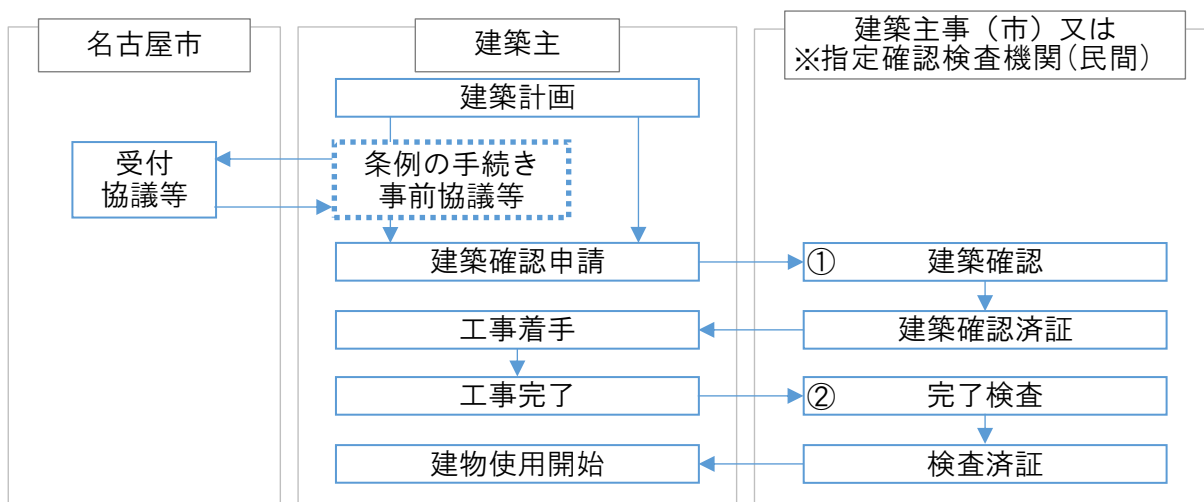 名古屋市
建築主
建築主事（市）又は
※指定確認検査機関（民間）
建築計画
受付
協議等
条例の手続き
事前協議等
建築確認申請
① 建築確認
工事着手
建築確認済証
工事完了
② 完了検査
建物使用開始
検査済証